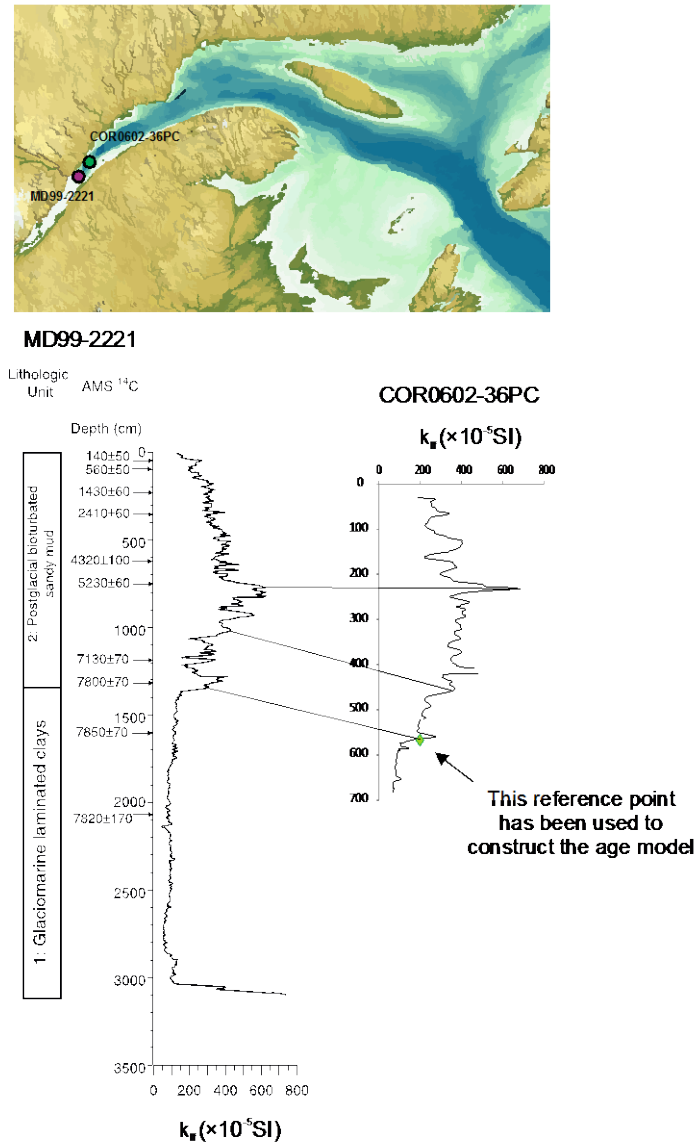 COR0602-36PC
MD99-2221
MD99-2221
Lithologic
Unit
AMS ¹⁴C
Depth (cm)
COR0602-36PC
(×10⁻⁵SI)
0 200 400 600 800
0
100
200
300
400
500
600
700
0
500
1000
1500
2000
2500
3000
3500
140±50
560±50
1430±60
2410±60
4320±100
5230±60
7130±70
7800±70
7850±70
7820±170
2: Postglacial bioturbated
sandy mud
1: Glaciomarine laminated clays
This reference point
has been used to
construct the age model
0 200 400 600 800
(×10⁻⁵SI)